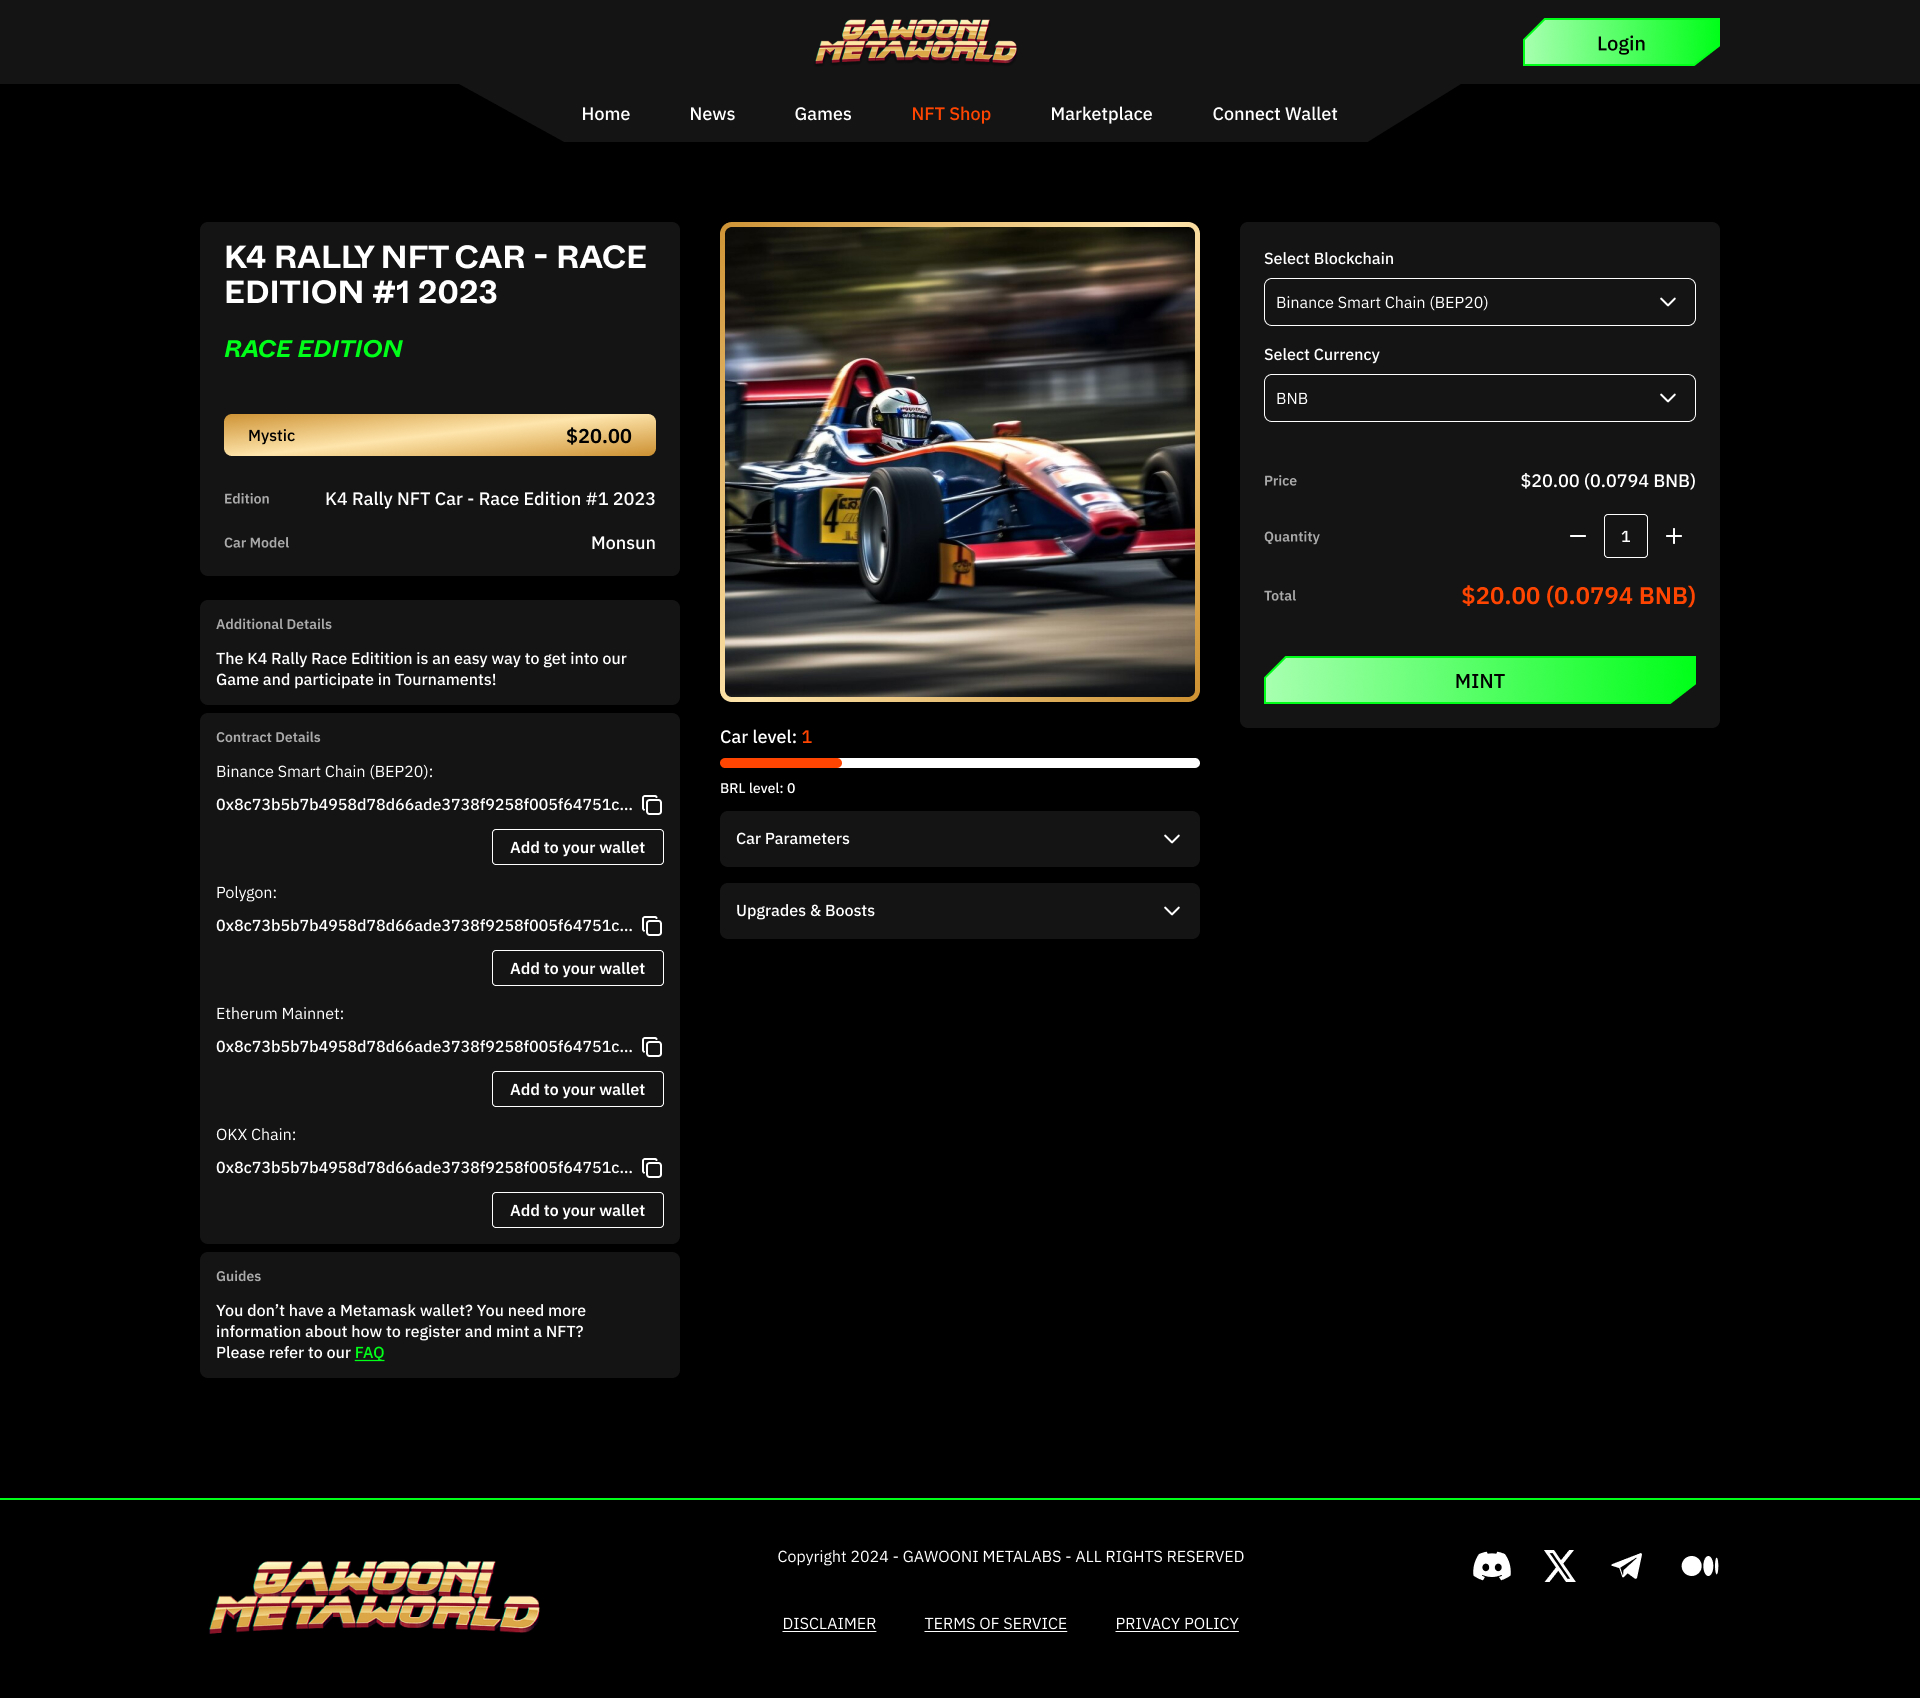 GAWOONI
METAWORLD
Login
Home
News
Games
NFT Shop
Marketplace
Connect Wallet
K4 RALLY NFT CAR - RACE
EDITION #1 2023
RACE EDITION
Mystic
$20.00
Edition
K4 Rally NFT Car - Race Edition #1 2023
Car Model
Monsun
Additional Details
The K4 Rally Race Editition is an easy way to get into our
Game and participate in Tournaments!
Contract Details
Binance Smart Chain (BEP20):
0x8c73b5b7b4958d78d66ade3738f9258f005f64751c...
Add to your wallet
Polygon:
0x8c73b5b7b4958d78d66ade3738f9258f005f64751c...
Add to your wallet
Etherum Mainnet:
0x8c73b5b7b4958d78d66ade3738f9258f005f64751c...
Add to your wallet
OKX Chain:
0x8c73b5b7b4958d78d66ade3738f9258f005f64751c...
Add to your wallet
Guides
You don’t have a Metamask wallet? You need more
information about how to register and mint a NFT?
Please refer to our FAQ
4
Car level: 1
BRL level: 0
Car Parameters
Upgrades & Boosts
Select Blockchain
Binance Smart Chain (BEP20)
Select Currency
BNB
Price
$20.00 (0.0794 BNB)
Quantity
1
Total
$20.00 (0.0794 BNB)
MINT
GAWOONI
METAWORLD
Copyright 2024 - GAWOONI METALABS - ALL RIGHTS RESERVED
DISCLAIMER
TERMS OF SERVICE
PRIVACY POLICY